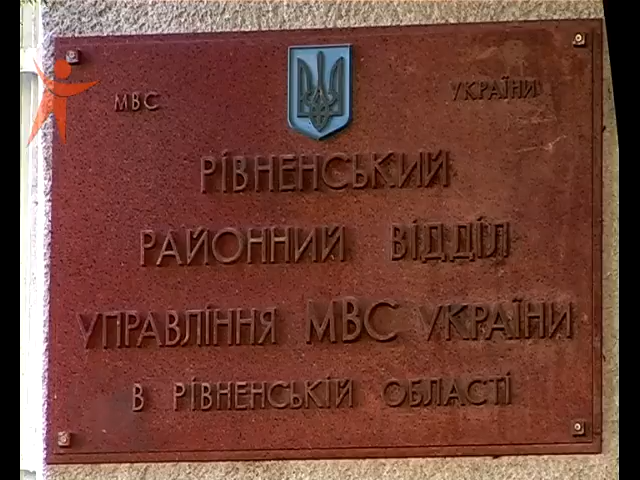 МВС УКРАЇНИ
РІВНЕНСЬКИЙ
РАЙОННИЙ ВІДДІЛ
УПРАВЛІННЯ МВС УКРАЇНИ
В РІВНЕНСЬКІЙ ОБЛАСТІ